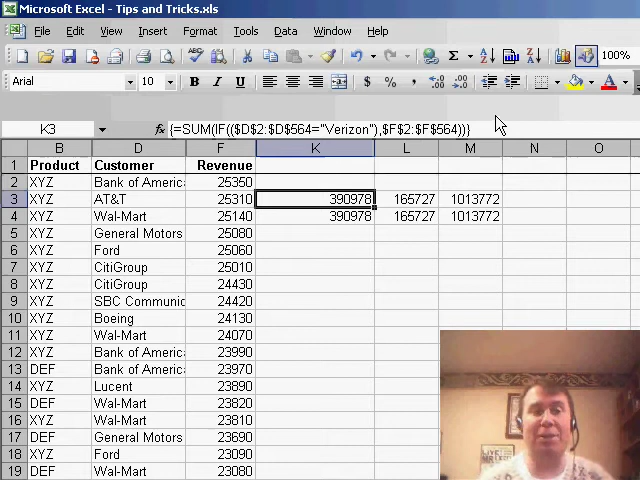 Microsoft Excel - Tips and Tricks.xls
File Edit View Insert Format Tools Data Window Help
Σ 100%
Arial 10 B I U $ % ,
K3 fx {=SUM(IF(($D$2:$D$564="Verizon"),$F$2:$F$564))}
B D F K L M N O
1 Product Customer Revenue
2 XYZ Bank of America 25350
3 XYZ AT&T 25310 390978 165727 1013772
4 XYZ Wal-Mart 25140 390978 165727 1013772
5 XYZ General Motors 25080
6 XYZ Ford 25060
7 XYZ CitiGroup 25010
8 XYZ CitiGroup 24430
9 XYZ SBC Communic 24420
10 XYZ Boeing 24130
11 XYZ Wal-Mart 24070
12 XYZ Bank of America 23990
13 DEF Bank of America 23970
14 XYZ Lucent 23890
15 DEF Wal-Mart 23820
16 XYZ Wal-Mart 23810
17 DEF General Motors 23690
18 XYZ Ford 23090
19 DEF Wal-Mart 23080